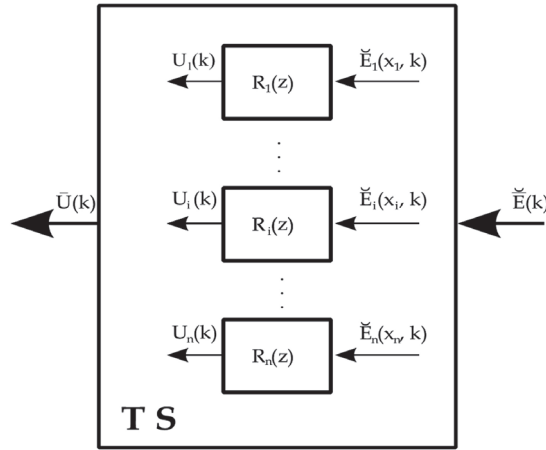 U₁(k) Ĕ₁(x₁, k)
R₁(z)
Ū(k) Uᵢ(k) Ĕᵢ(xᵢ, k) Ē̆(k)
Rᵢ(z)
Uₙ(k) Ĕₙ(xₙ, k)
Rₙ(z)
T S